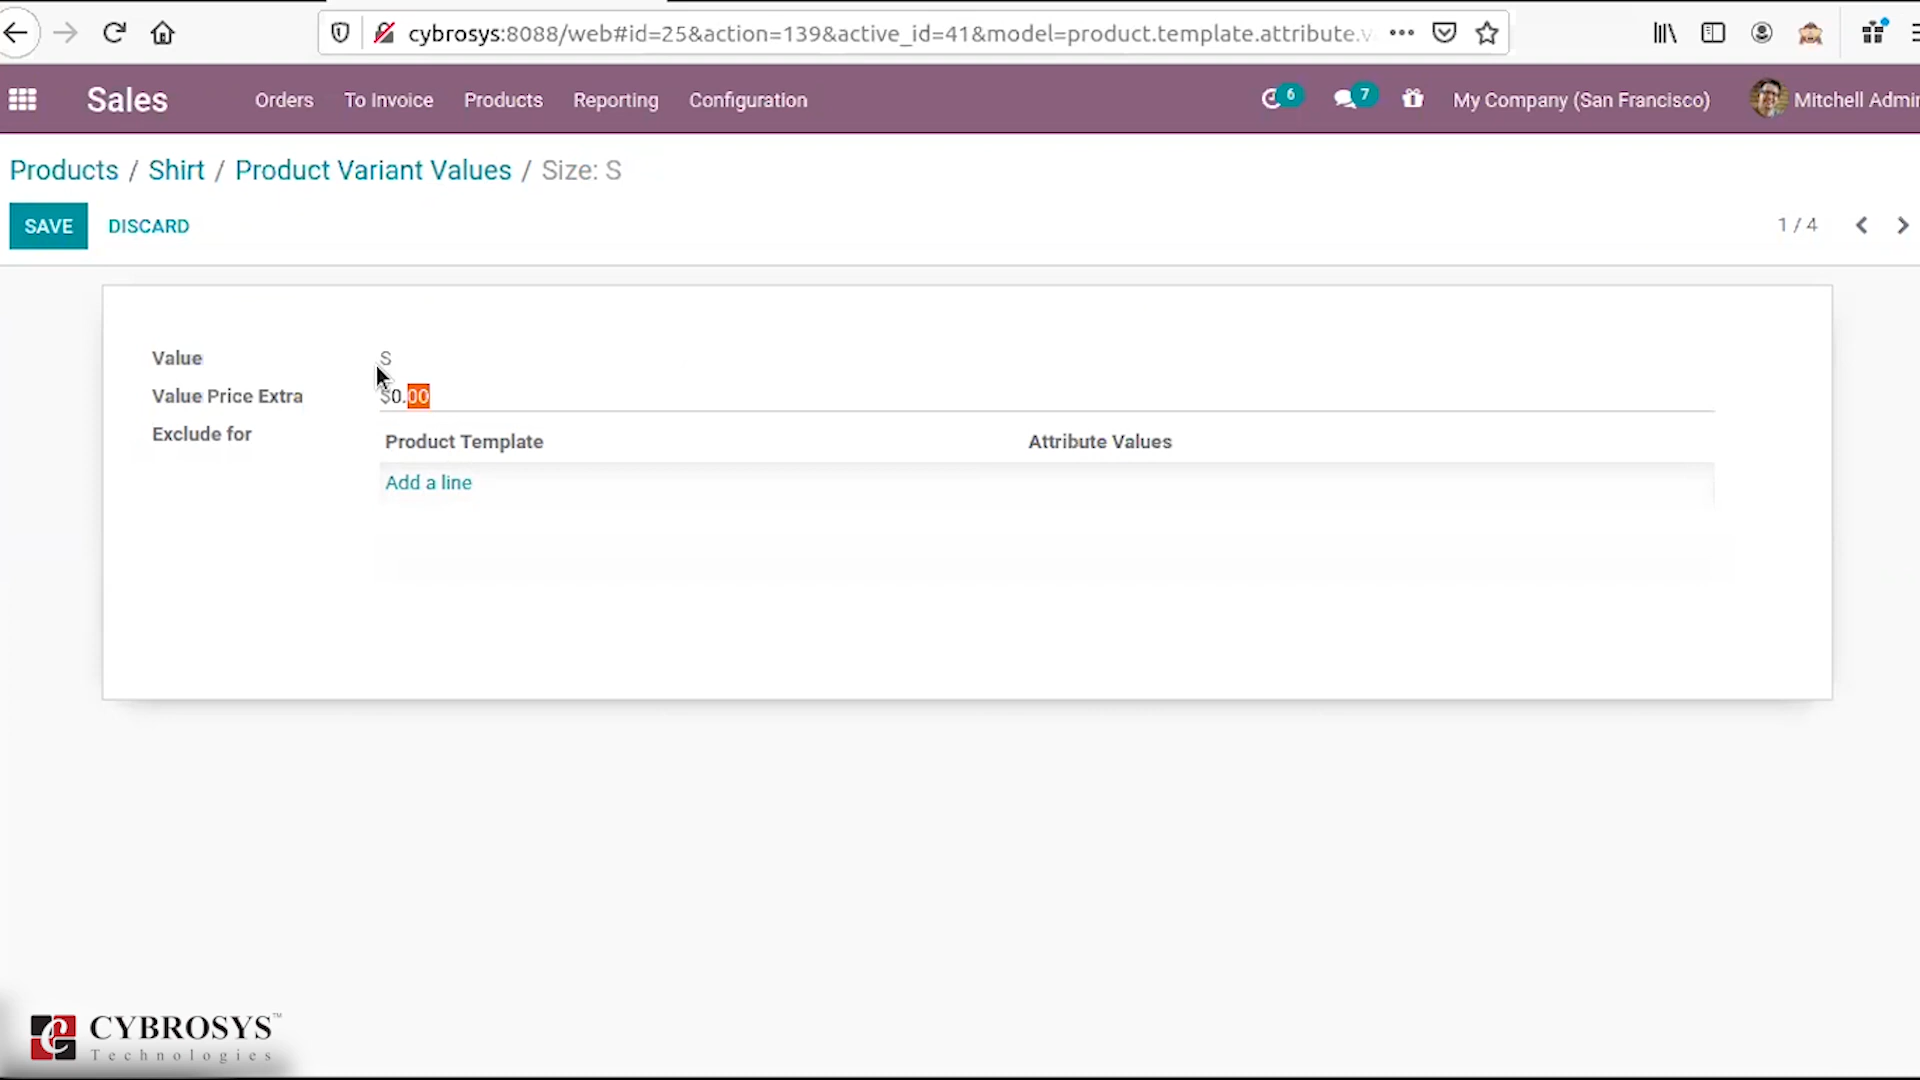 cybrosys:8088/web#id=25&action=139&active_id=41&model=product.template.attribute.v
Sales Orders To Invoice Products Reporting Configuration 6 7 My Company (San Francisco) Mitchell Admin
Products / Shirt / Product Variant Values / Size: S
SAVE DISCARD 1 / 4
Value S
Value Price Extra $0.00
Exclude for Product Template Attribute Values
Add a line
CYBROSYS™
Technologies